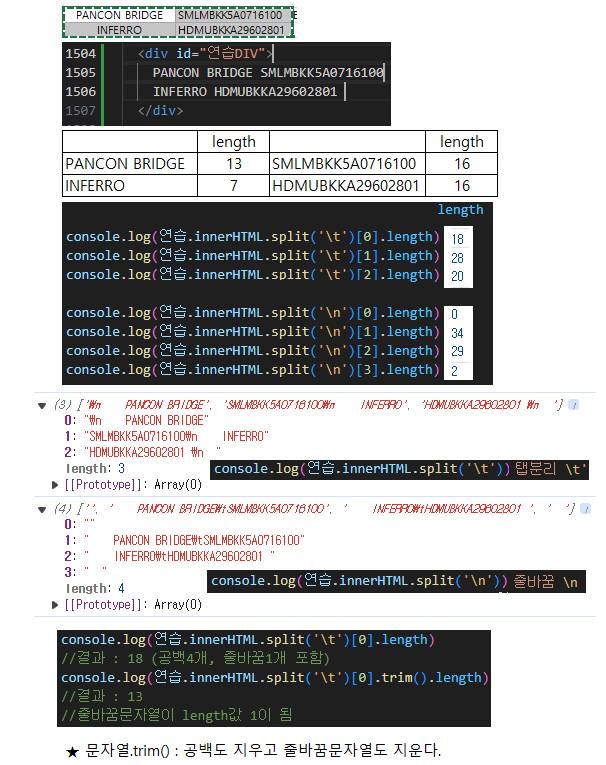 PANCON BRIDGE SMLMBKK5A0716100 E
INFERRO HDMUBKKA29602801
1504 <div id="연습DIV">
1505 PANCON BRIDGE SMLMBKK5A0716100
1506 INFERRO HDMUBKKA29602801
1507 </div>
length length
PANCON BRIDGE 13 SMLMBKK5A0716100 16
INFERRO 7 HDMUBKKA29602801 16
length
console.log(연습.innerHTML.split('\t')[0].length) 18
console.log(연습.innerHTML.split('\t')[1].length) 28
console.log(연습.innerHTML.split('\t')[2].length) 20
console.log(연습.innerHTML.split('\n')[0].length) 0
console.log(연습.innerHTML.split('\n')[1].length) 34
console.log(연습.innerHTML.split('\n')[2].length) 29
console.log(연습.innerHTML.split('\n')[3].length) 2
▼ (3) ['₩n    PANCON BRIDGE', 'SMLMBKK5A0716100₩n    INFERRO', 'HDMUBKKA29602801 ₩n  '] i
0: "₩n    PANCON BRIDGE"
1: "SMLMBKK5A0716100₩n    INFERRO"
2: "HDMUBKKA29602801 ₩n  "
length: 3 console.log(연습.innerHTML.split('\t')) 탭분리 \t'
▶ [[Prototype]]: Array(0)
▼ (4) ['', '    PANCON BRIDGE₩tSMLMBKK5A0716100', '    INFERRO₩tHDMUBKKA29602801 ', '  '] i
0: ""
1: "    PANCON BRIDGE₩tSMLMBKK5A0716100"
2: "    INFERRO₩tHDMUBKKA29602801 "
3: "  "
length: 4 console.log(연습.innerHTML.split('\n')) 줄바꿈 \n
▶ [[Prototype]]: Array(0)
console.log(연습.innerHTML.split('\t')[0].length)
//결과 : 18 (공백4개, 줄바꿈1개 포함)
console.log(연습.innerHTML.split('\t')[0].trim().length)
//결과 : 13
//줄바꿈문자열이 length값 1이 됨
★ 문자열.trim() : 공백도 지우고 줄바꿈문자열도 지운다.